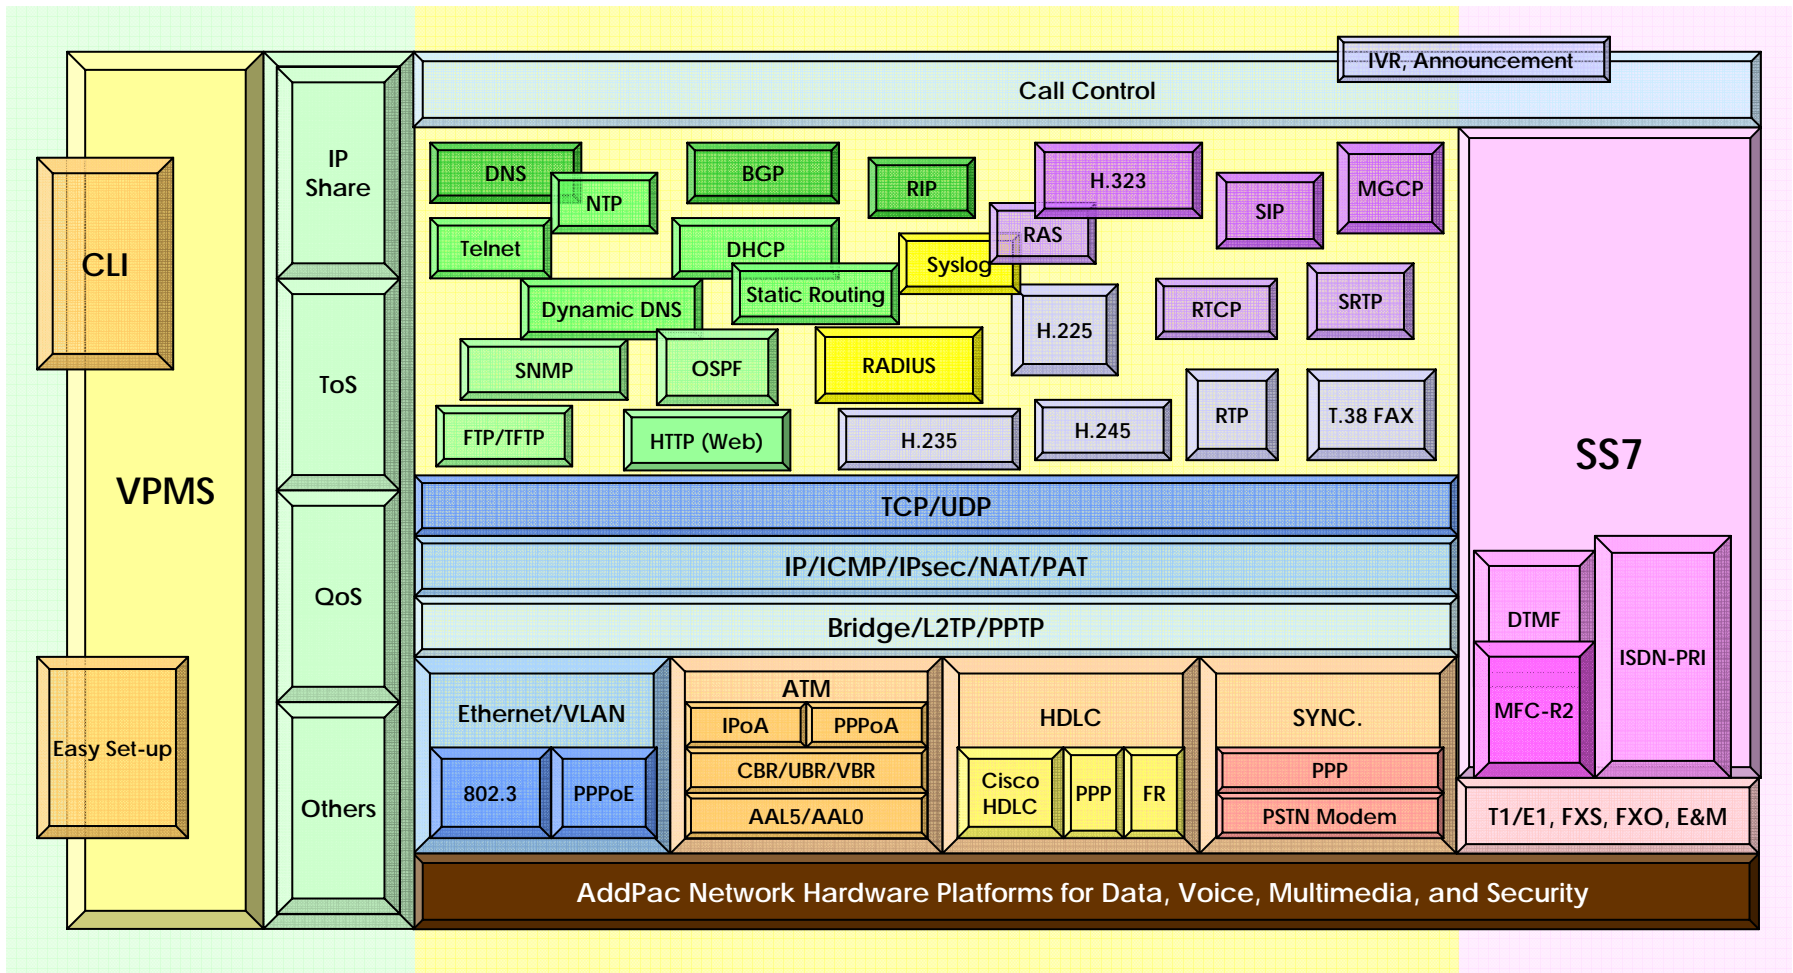 IVR, Announcement
Call Control
VPMS
CLI
Easy Set-up
IP
Share
ToS
QoS
Others
DNS
NTP
BGP
RIP
H.323
SIP
MGCP
Telnet
DHCP
Syslog
RAS
Dynamic DNS
Static Routing
H.225
RTCP
SRTP
SNMP
OSPF
RADIUS
FTP/TFTP
HTTP (Web)
H.235
H.245
RTP
T.38 FAX
TCP/UDP
IP/ICMP/IPsec/NAT/PAT
Bridge/L2TP/PPTP
Ethernet/VLAN
802.3
PPPoE
ATM
IPoA
PPPoA
CBR/UBR/VBR
AAL5/AAL0
HDLC
Cisco
HDLC
PPP
FR
SYNC.
PPP
PSTN Modem
SS7
DTMF
MFC-R2
ISDN-PRI
T1/E1, FXS, FXO, E&M
AddPac Network Hardware Platforms for Data, Voice, Multimedia, and Security